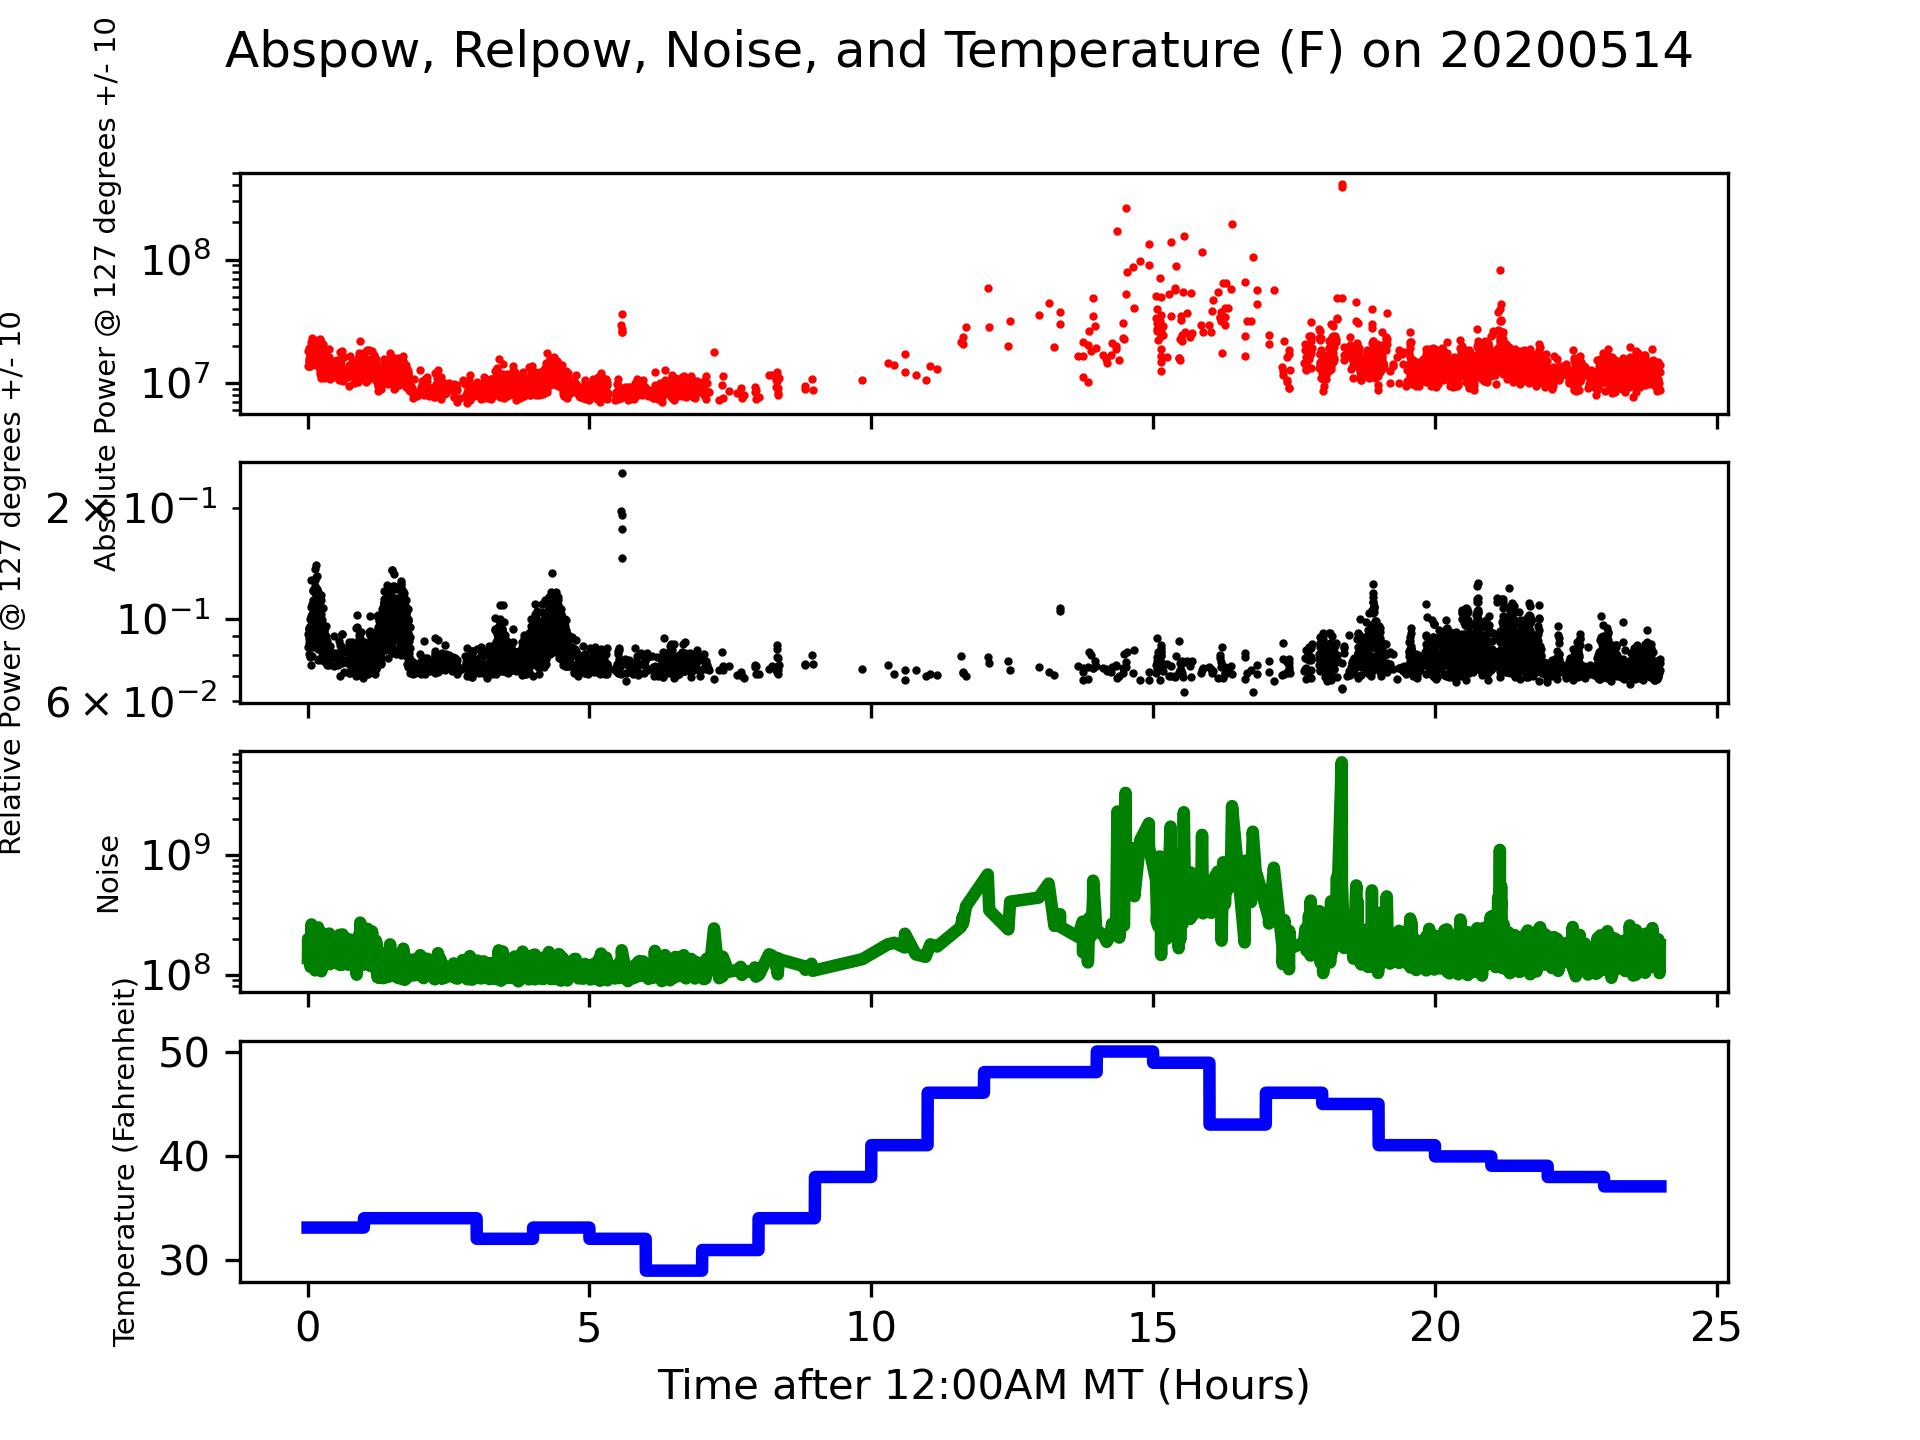 Abspow, Relpow, Noise, and Temperature (F) on 20200514
Absolute Power @ 127 degrees +/- 10
10⁸
10⁷
Relative Power @ 127 degrees +/- 10
2 × 10⁻¹
10⁻¹
6 × 10⁻²
Noise
10⁹
10⁸
Temperature (Fahrenheit)
50
40
30
0 5 10 15 20 25
Time after 12:00AM MT (Hours)